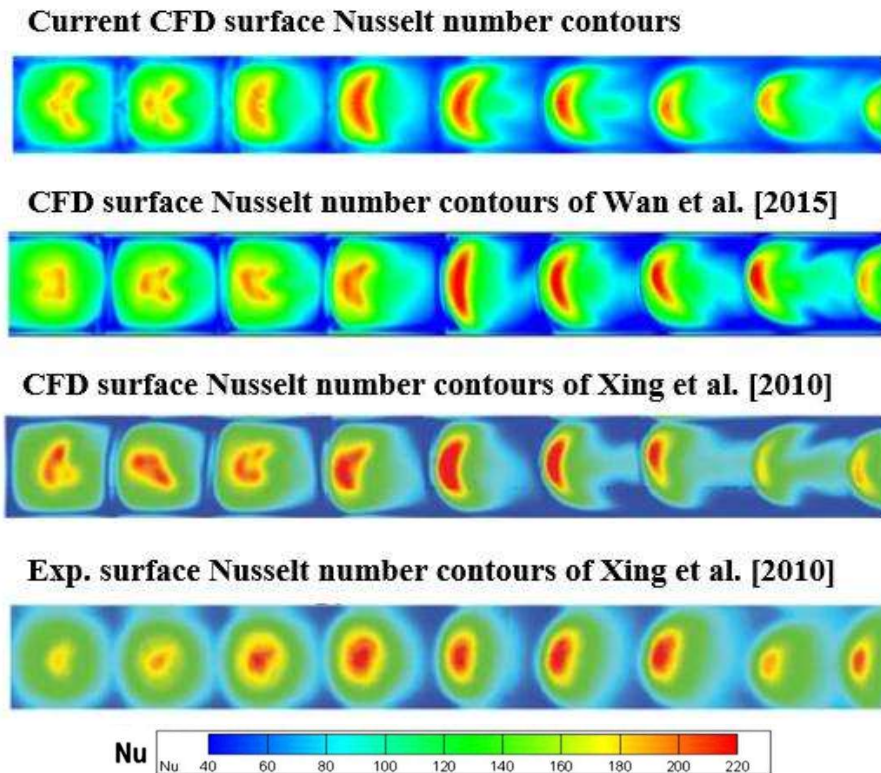 Current CFD surface Nusselt number contours
CFD surface Nusselt number contours of Wan et al. [2015]
CFD surface Nusselt number contours of Xing et al. [2010]
Exp. surface Nusselt number contours of Xing et al. [2010]
Nu Nu 40 60 80 100 120 140 160 180 200 220